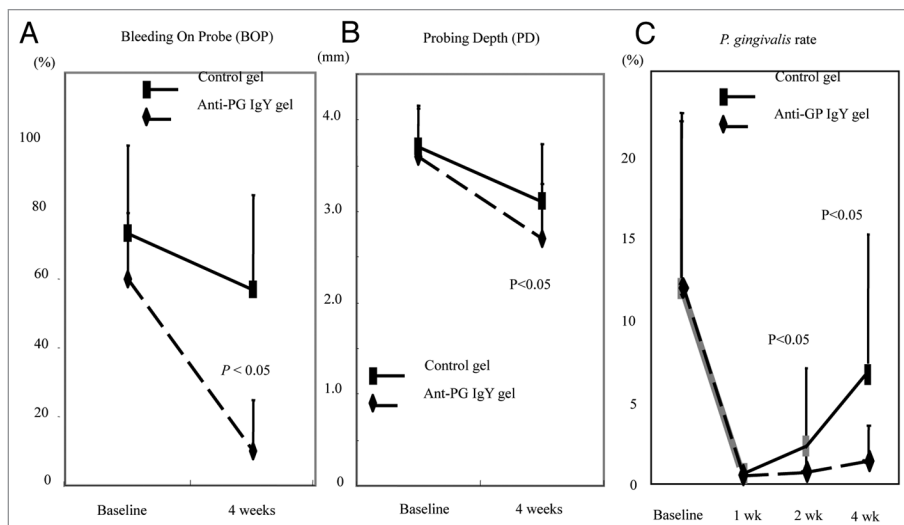 A
Bleeding On Probe (BOP)
(%)
Control gel
Anti-PG IgY gel
100
80
60
40
20
0
P < 0.05
Baseline
4 weeks
B
Probing Depth (PD)
(mm)
4.0
3.0
2.0
1.0
0.0
P<0.05
Control gel
Ant-PG IgY gel
Baseline
4 weeks
C
P. gingivalis rate
(%)
Control gel
Anti-GP IgY gel
20
15
10
5
0
P<0.05
P<0.05
Baseline
1 wk
2 wk
4 wk